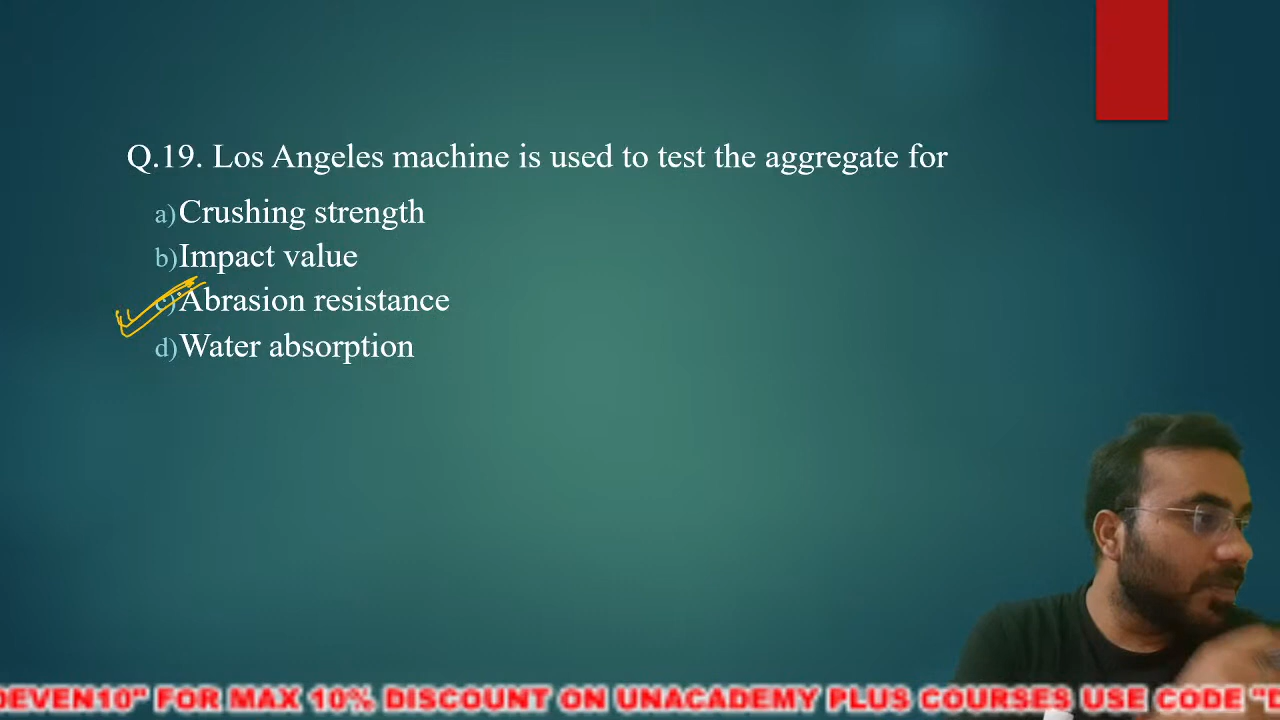 Q.19. Los Angeles machine is used to test the aggregate for
a) Crushing strength
b) Impact value
c) Abrasion resistance
d) Water absorption
DEVEN10" FOR MAX 10% DISCOUNT ON UNACADEMY PLUS COURSES USE CODE "D